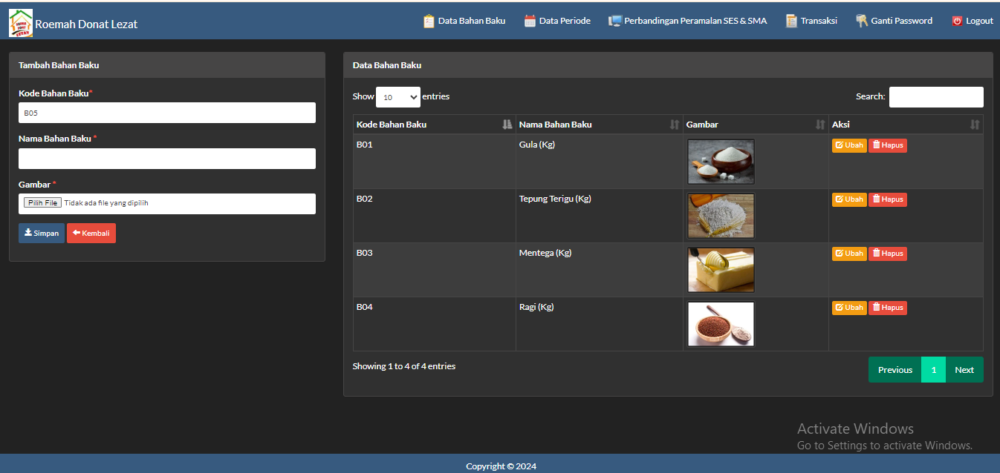 Roemah Donat Lezat
Data Bahan Baku
Data Periode
Perbandingan Peramalan SES & SMA
Transaksi
Ganti Password
Logout
Tambah Bahan Baku
Kode Bahan Baku*
B05
Nama Bahan Baku *
Gambar *
Pilih File Tidak ada file yang dipilih
Simpan
Kembali
Data Bahan Baku
Show 10 entries
Search:
Kode Bahan Baku Nama Bahan Baku Gambar Aksi
B01 Gula (Kg) Ubah Hapus
B02 Tepung Terigu (Kg) Ubah Hapus
B03 Mentega (Kg) Ubah Hapus
B04 Ragi (Kg) Ubah Hapus
Showing 1 to 4 of 4 entries
Previous 1 Next
Activate Windows
Go to Settings to activate Windows.
Copyright © 2024